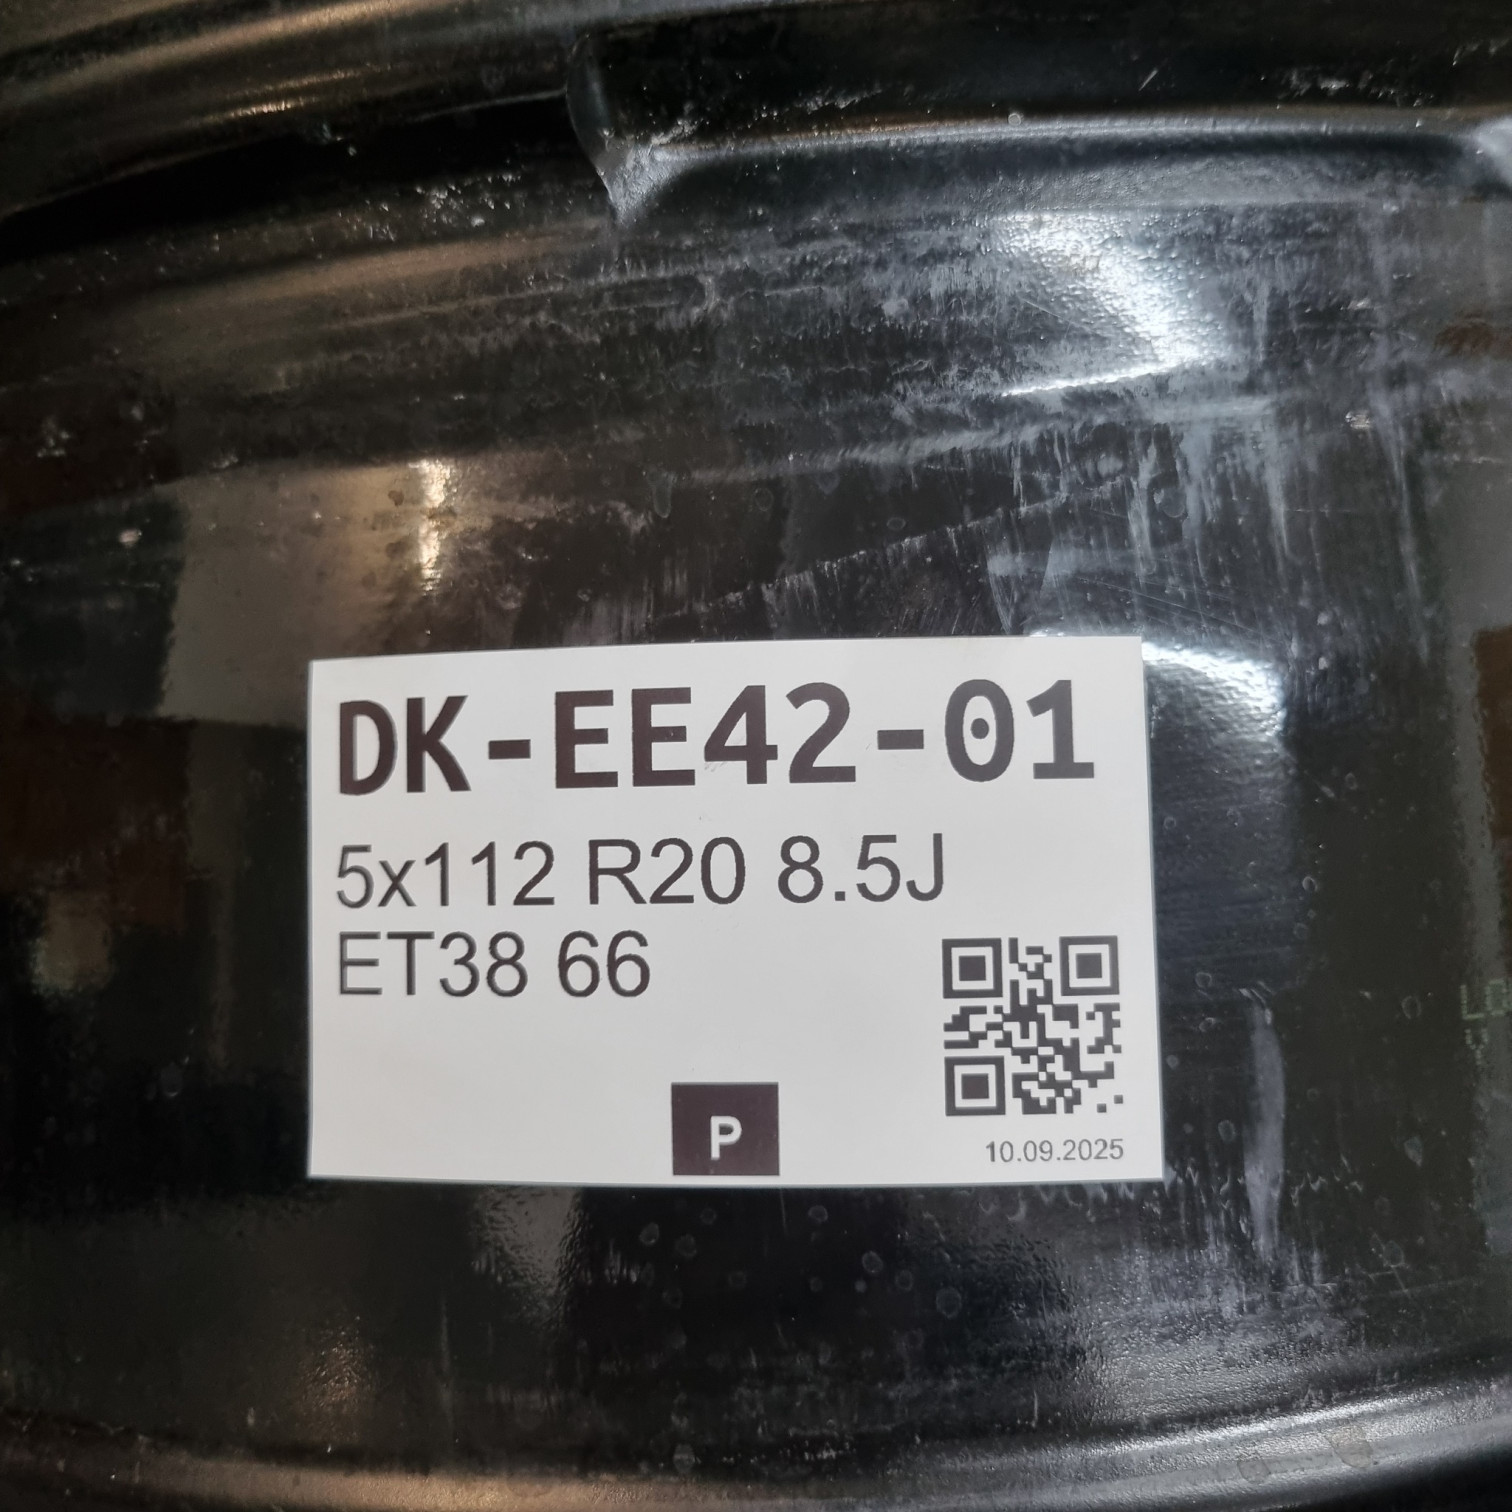 DK-EE42-01
5x112 R20 8.5J
ET38 66
P
10.09.2025